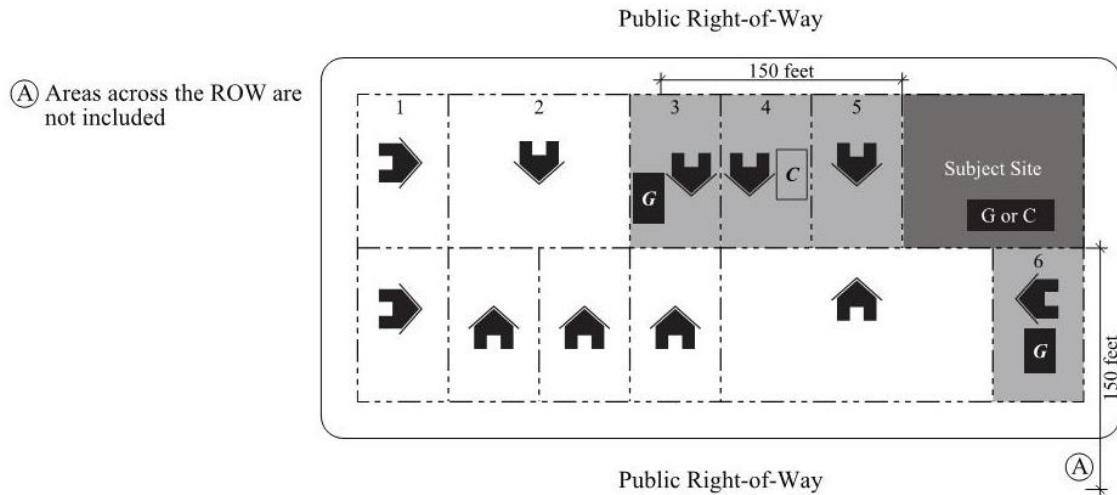 Public Right-of-Way
150 feet
Ⓐ Areas across the ROW are
not included
1 2 3 4 5
G C
Subject Site
G or C
6
G
150 feet
Ⓐ
Public Right-of-Way